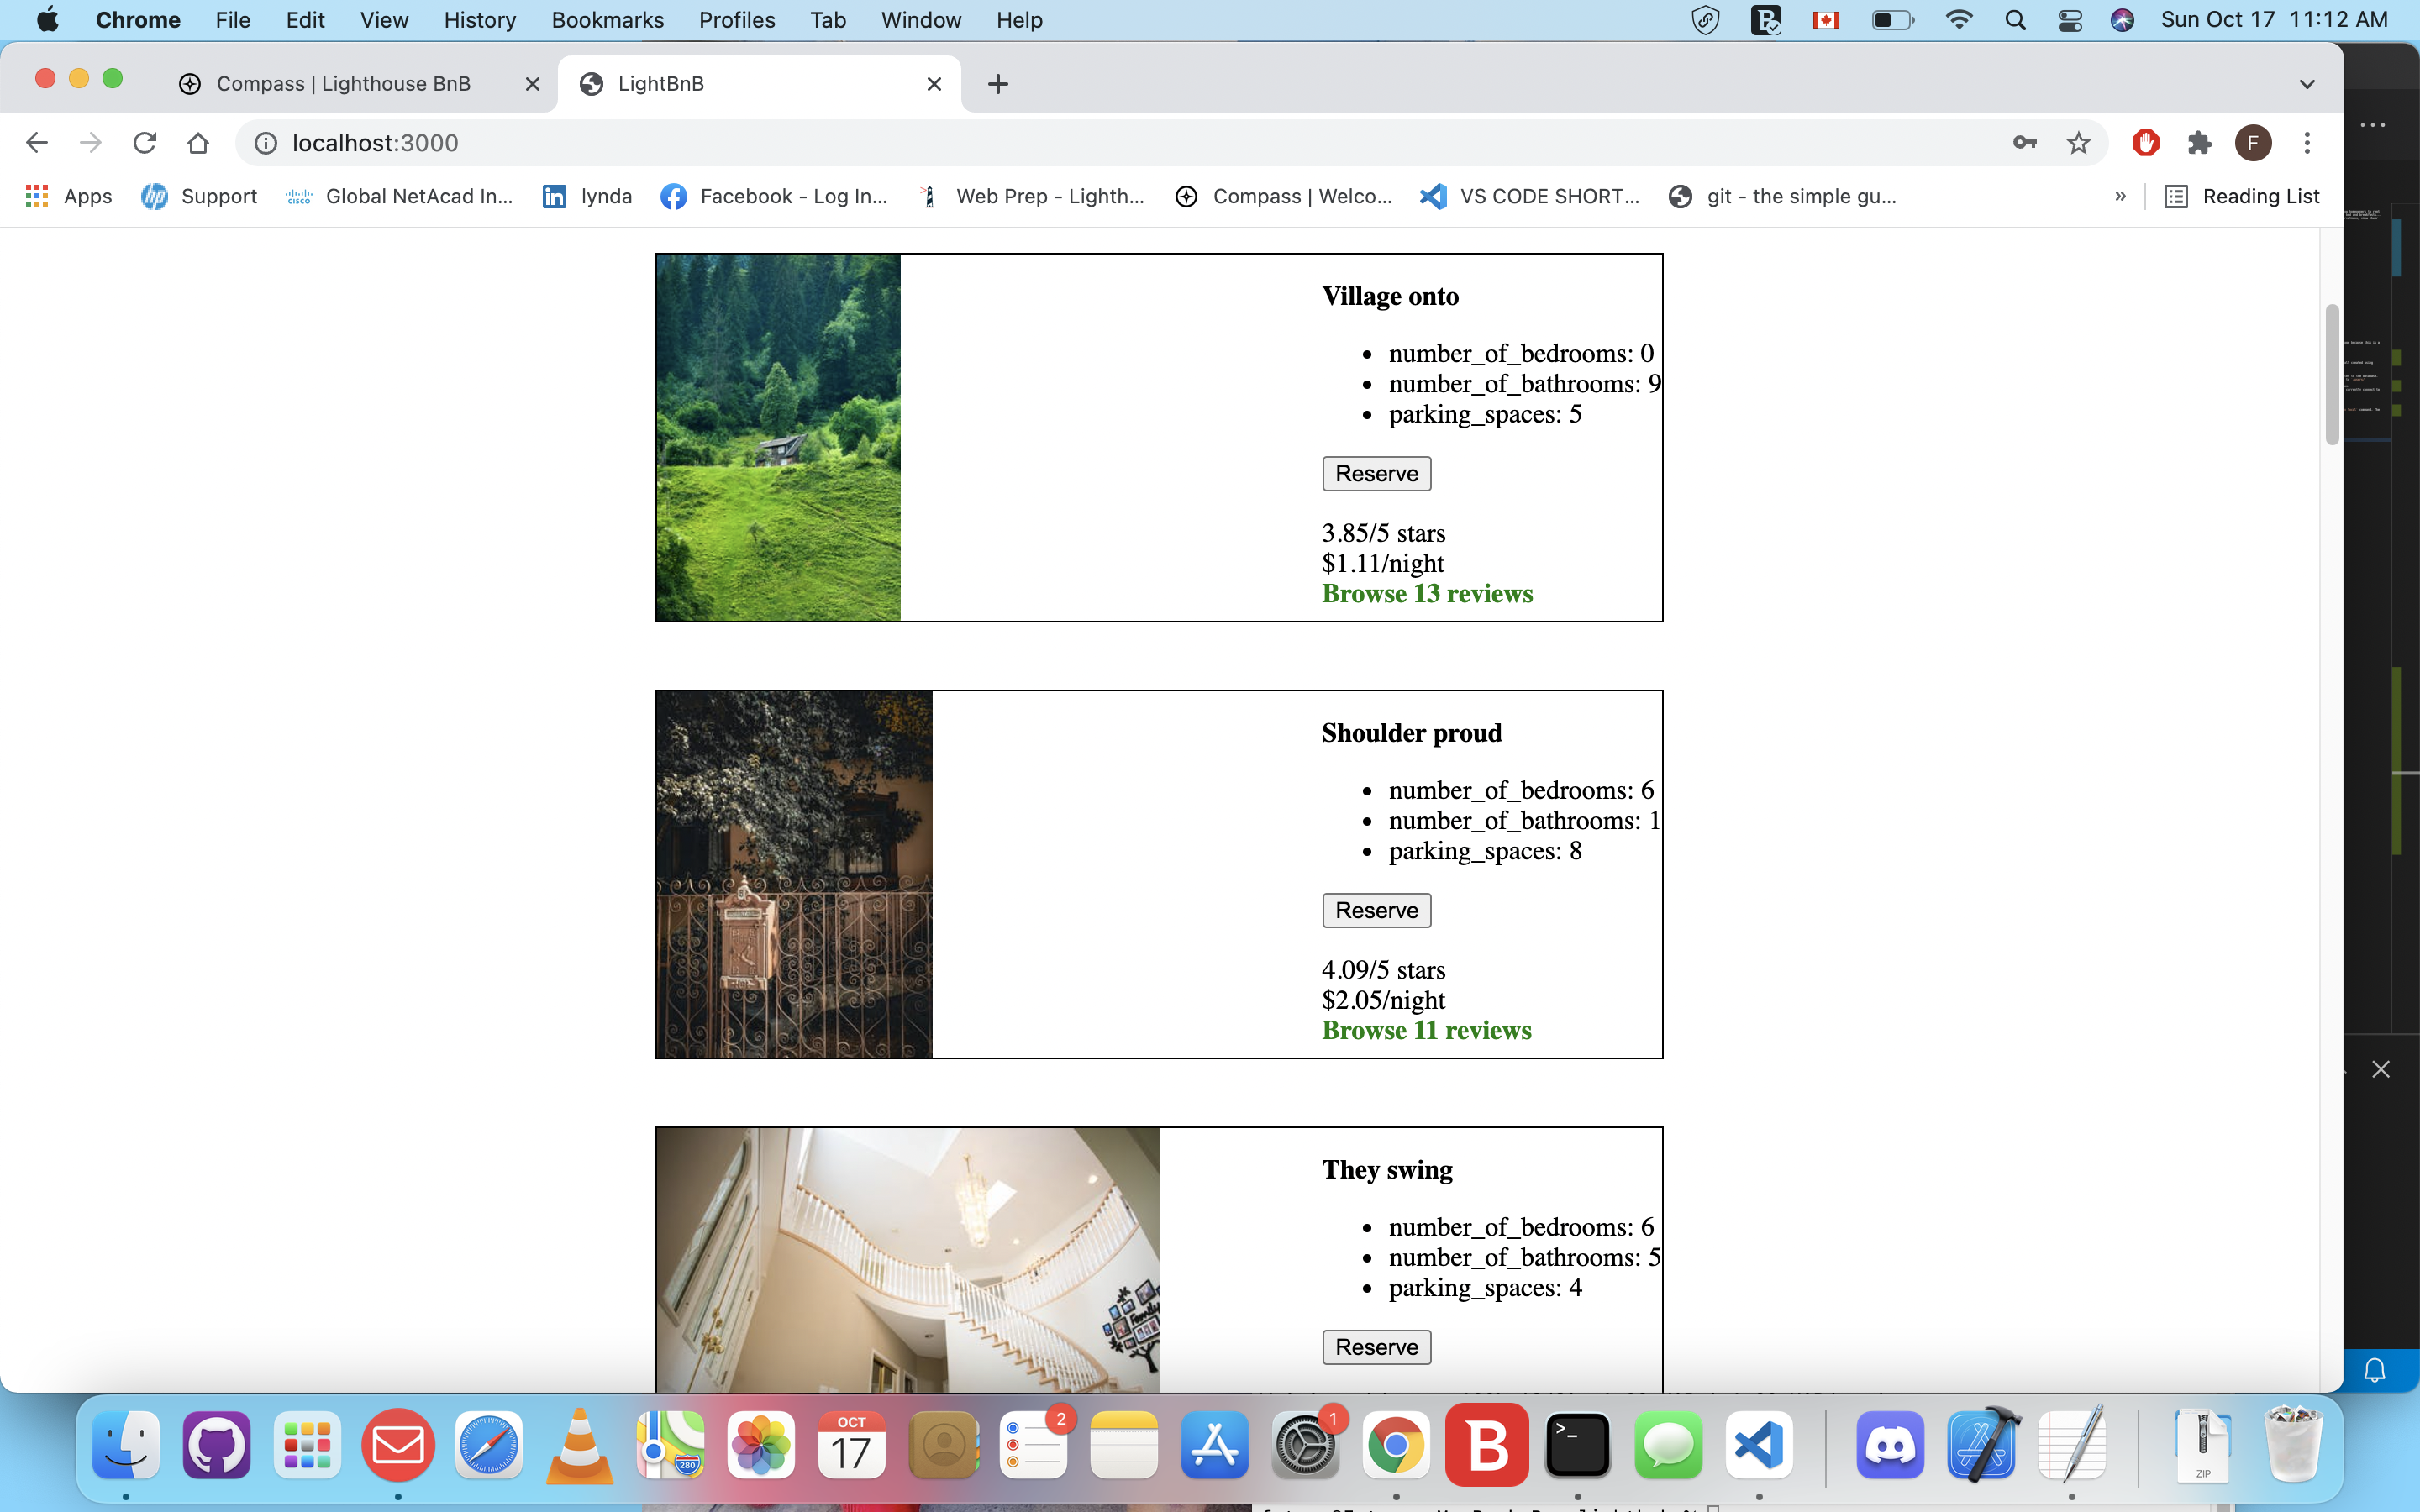 Chrome File Edit View History Bookmarks Profiles Tab Window Help Sun Oct 17 11:12 AM
Compass | Lighthouse BnB LightBnB
localhost:3000 F
Apps Support Global NetAcad In... lynda Facebook - Log In... Web Prep - Lighth... Compass | Welco... VS CODE SHORT... git - the simple gu... » Reading List
Village onto
• number_of_bedrooms: 0
• number_of_bathrooms: 9
• parking_spaces: 5
Reserve
3.85/5 stars
$1.11/night
Browse 13 reviews
Shoulder proud
• number_of_bedrooms: 6
• number_of_bathrooms: 1
• parking_spaces: 8
Reserve
4.09/5 stars
$2.05/night
Browse 11 reviews
They swing
• number_of_bedrooms: 6
• number_of_bathrooms: 5
• parking_spaces: 4
Reserve
OCT
17
2
1
280
B
>_
ZIP